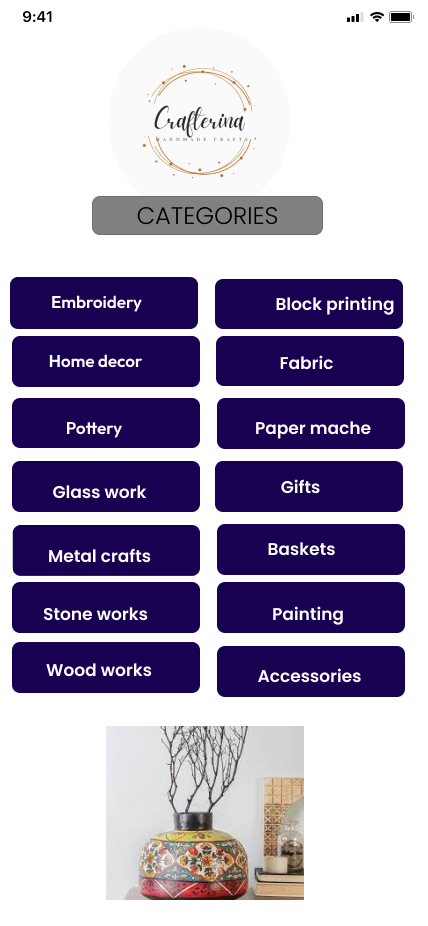 9:41
Crafterina
HANDMADE CRAFTS
CATEGORIES
Embroidery
Block printing
Home decor
Fabric
Pottery
Paper mache
Glass work
Gifts
Metal crafts
Baskets
Stone works
Painting
Wood works
Accessories